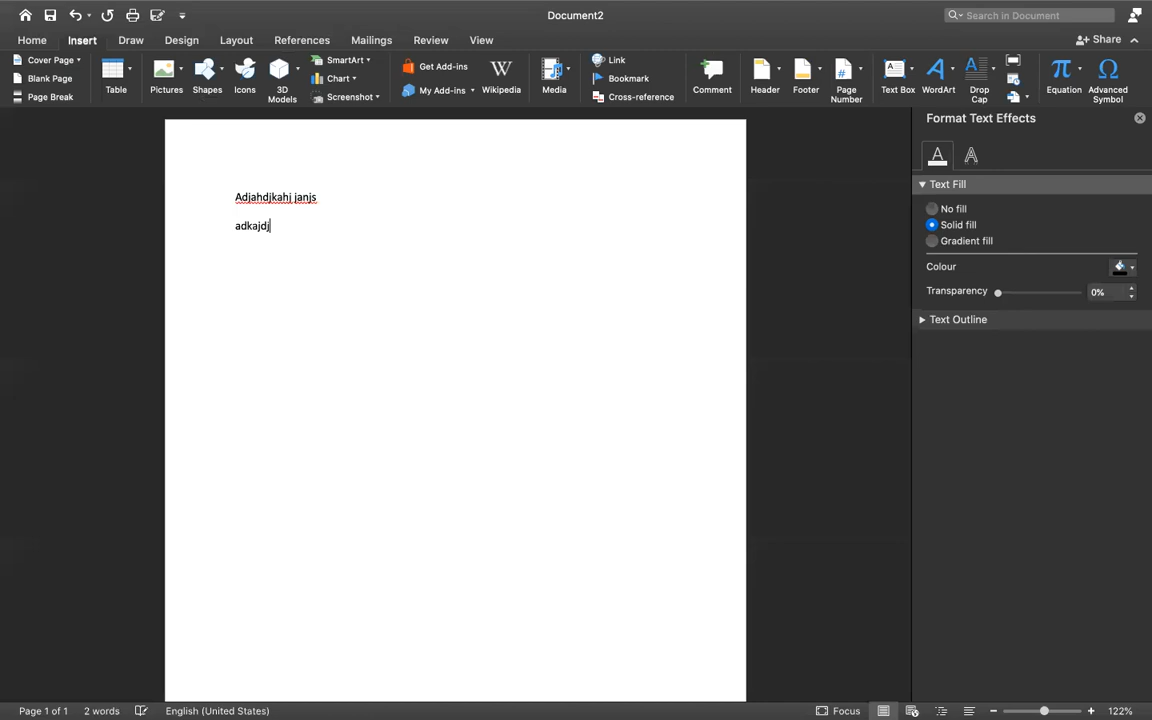 Document2
Search in Document
Home Insert Draw Design Layout References Mailings Review View Share
Cover Page
Blank Page
Page Break
Table
Pictures
Shapes
Icons
3D
Models
SmartArt
Chart
Screenshot
Get Add-ins
My Add-ins
Wikipedia
Media
Link
Bookmark
Cross-reference
Comment
Header
Footer
Page
Number
Text Box
WordArt
Drop
Cap
Equation
Advanced
Symbol
Format Text Effects
Text Fill
No fill
Solid fill
Gradient fill
Colour
Transparency 0%
Text Outline
Adjahdjkahj janjs
adkajdj
Page 1 of 1 2 words English (United States) Focus 122%